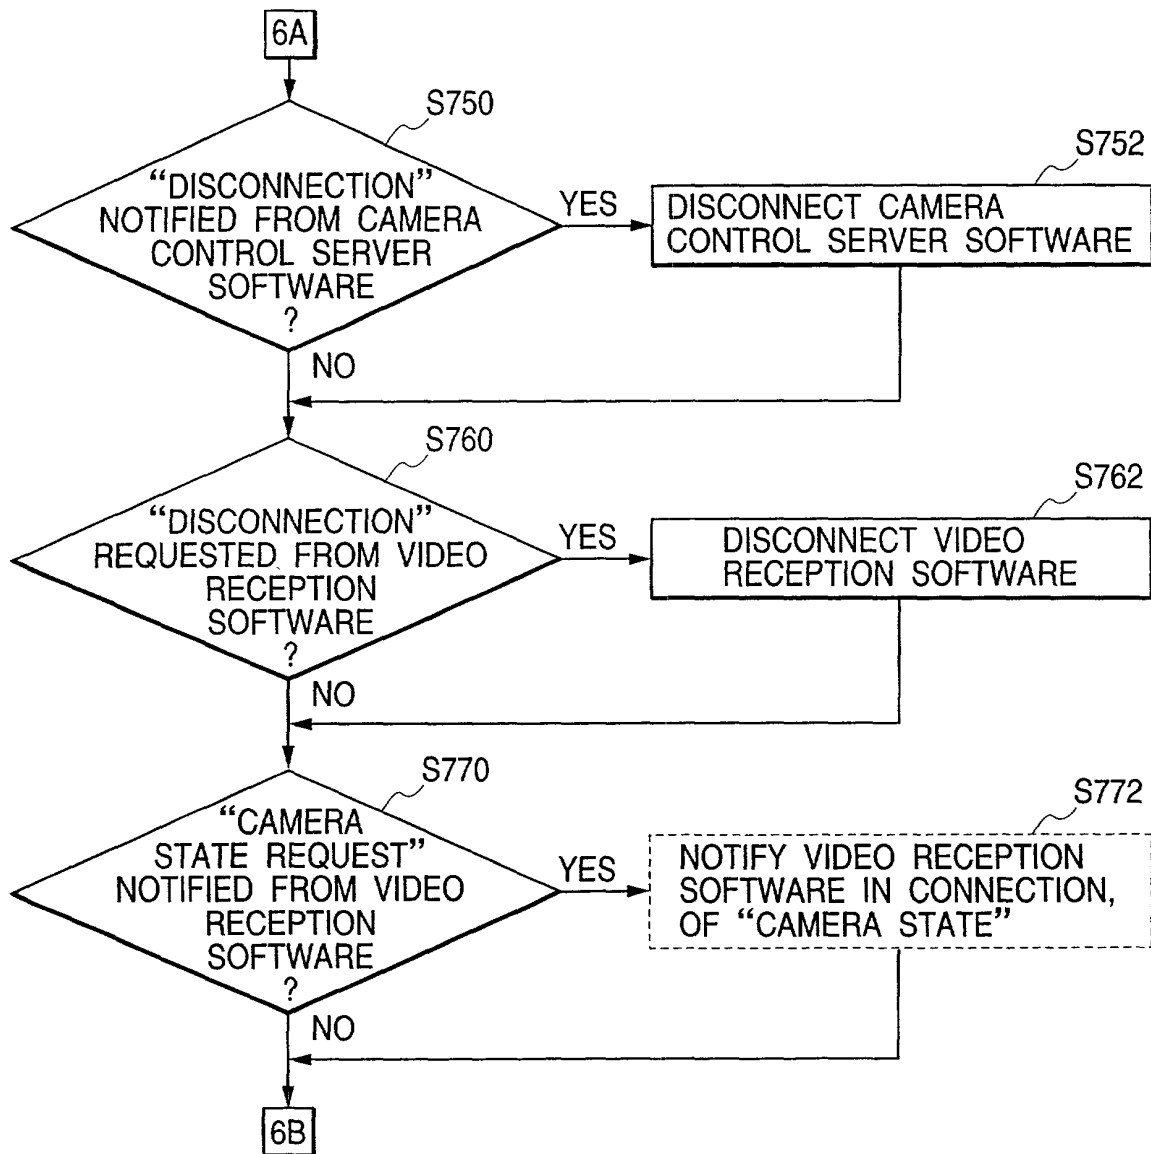 6A
S750
“DISCONNECTION”
NOTIFIED FROM CAMERA
CONTROL SERVER
SOFTWARE
?
YES
S752
DISCONNECT CAMERA
CONTROL SERVER SOFTWARE
NO
S760
“DISCONNECTION”
REQUESTED FROM VIDEO
RECEPTION
SOFTWARE
?
YES
S762
DISCONNECT VIDEO
RECEPTION SOFTWARE
NO
S770
“CAMERA
STATE REQUEST”
NOTIFIED FROM VIDEO
RECEPTION
SOFTWARE
?
YES
S772
NOTIFY VIDEO RECEPTION
SOFTWARE IN CONNECTION,
OF “CAMERA STATE”
NO
6B